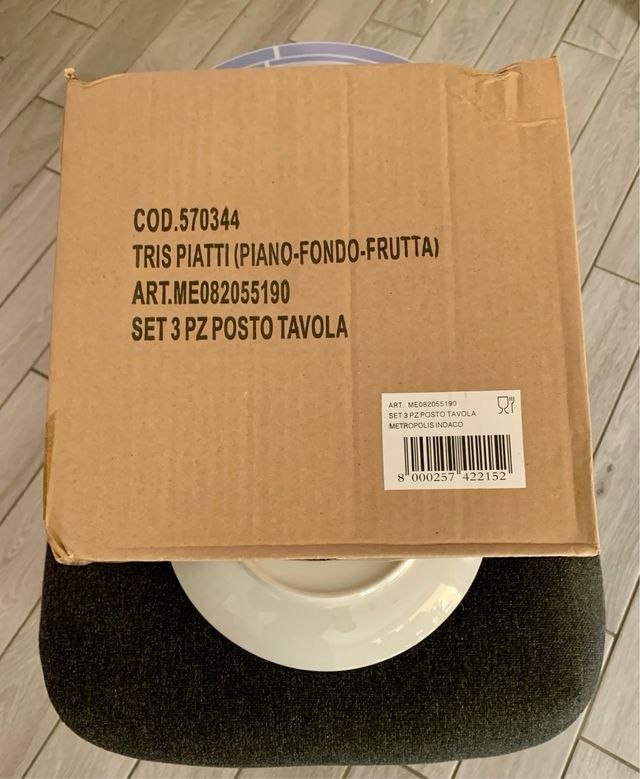 COD.570344
TRIS PIATTI (PIANO-FONDO-FRUTTA)
ART.ME082055190
SET 3 PZ POSTO TAVOLA
ART. ME082055190
SET 3 PZ POSTO TAVOLA
METROPOLIS INDACO
8 000257 422152